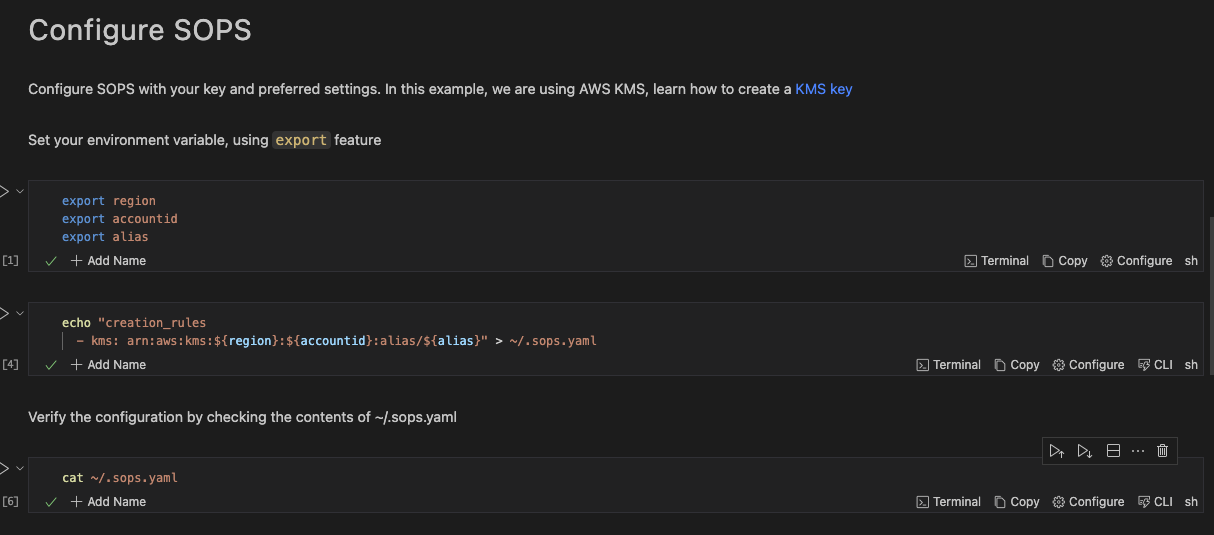 Configure SOPS
Configure SOPS with your key and preferred settings. In this example, we are using AWS KMS, learn how to create a KMS key
Set your environment variable, using export feature
export region
export accountid
export alias
[1] Add Name Terminal Copy Configure sh
echo "creation_rules
- kms: arn:aws:kms:${region}:${accountid}:alias/${alias}" > ~/.sops.yaml
[4] Add Name Terminal Copy Configure CLI sh
Verify the configuration by checking the contents of ~/.sops.yaml
cat ~/.sops.yaml
[6] Add Name Terminal Copy Configure CLI sh